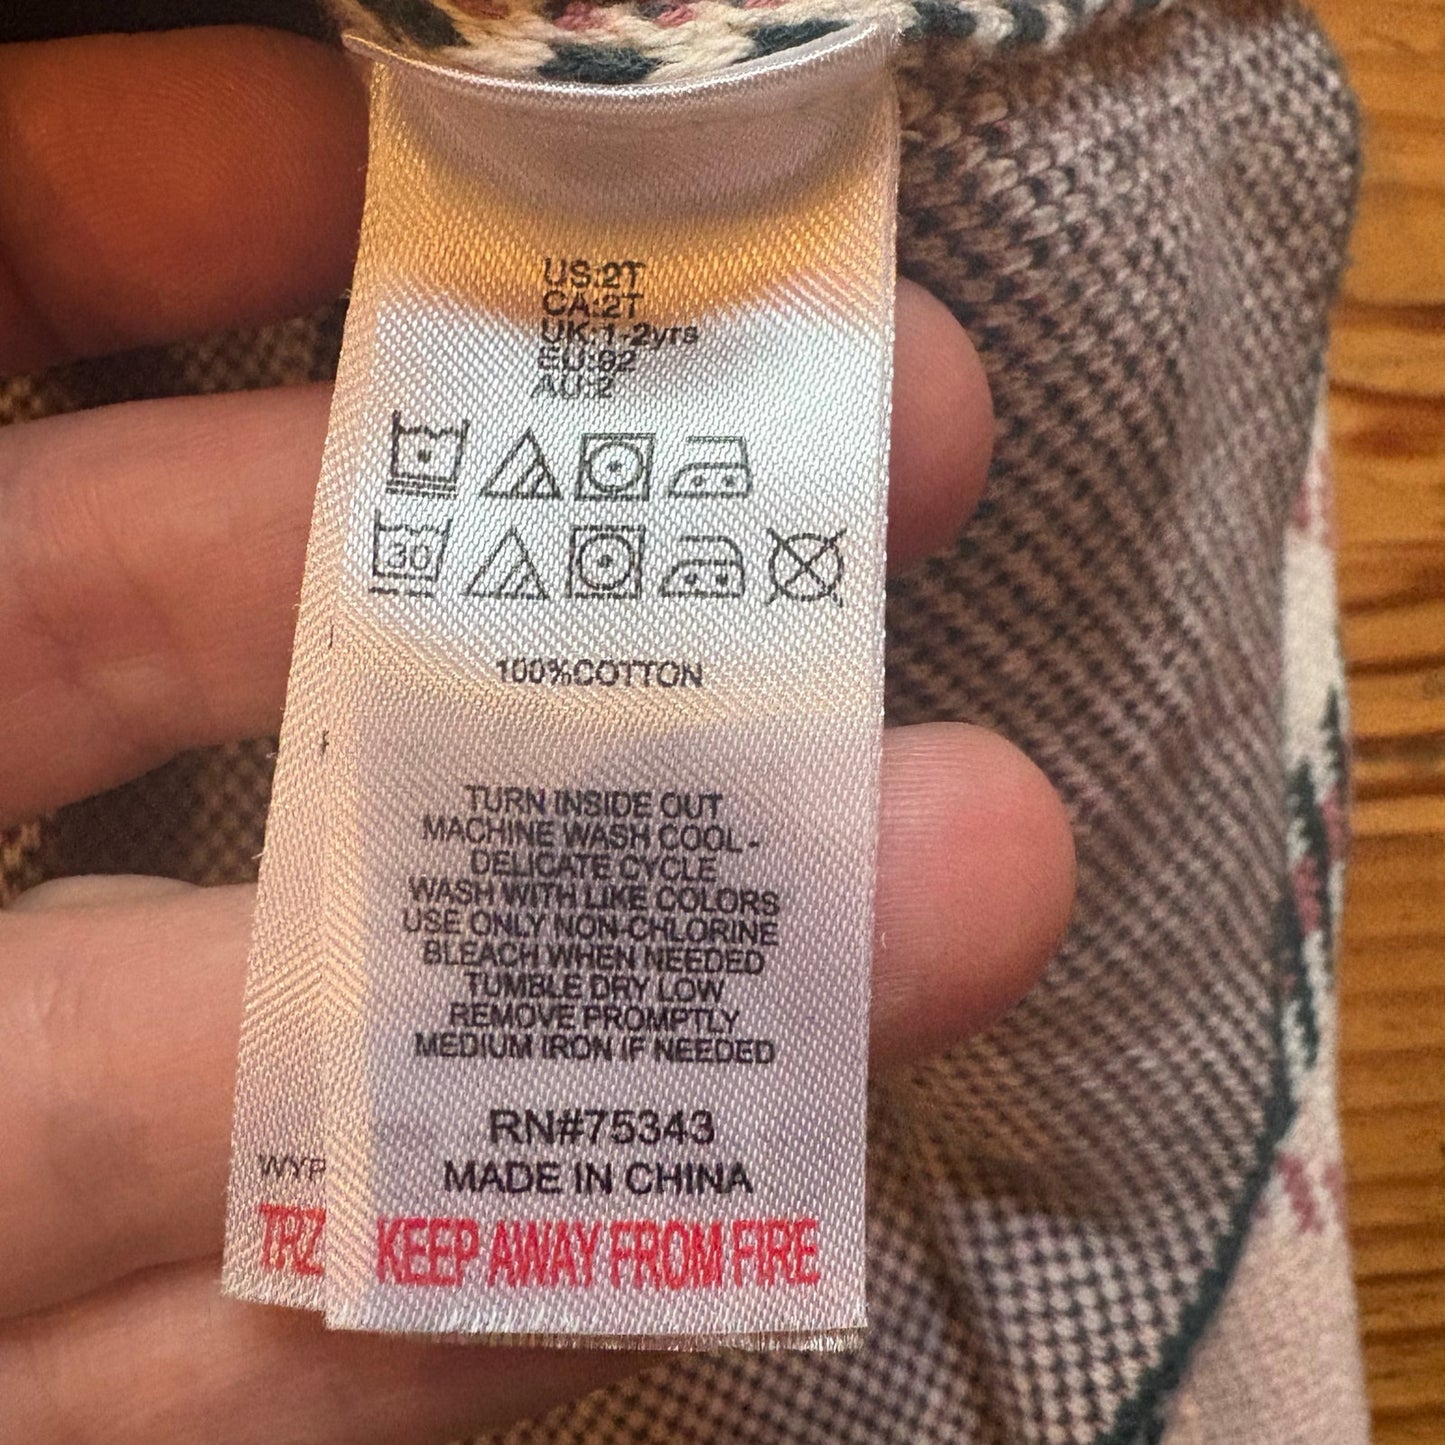 US:2T
CA:2T
UK:1-2yrs
EU:92
AU:2
30
100%COTTON
TURN INSIDE OUT
MACHINE WASH COOL-
DELICATE CYCLE
WASH WITH LIKE COLORS
USE ONLY NON-CHLORINE
BLEACH WHEN NEEDED
TUMBLE DRY LOW
REMOVE PROMPTLY
MEDIUM IRON IF NEEDED
RN#75343
MADE IN CHINA
KEEP AWAY FROM FIRE